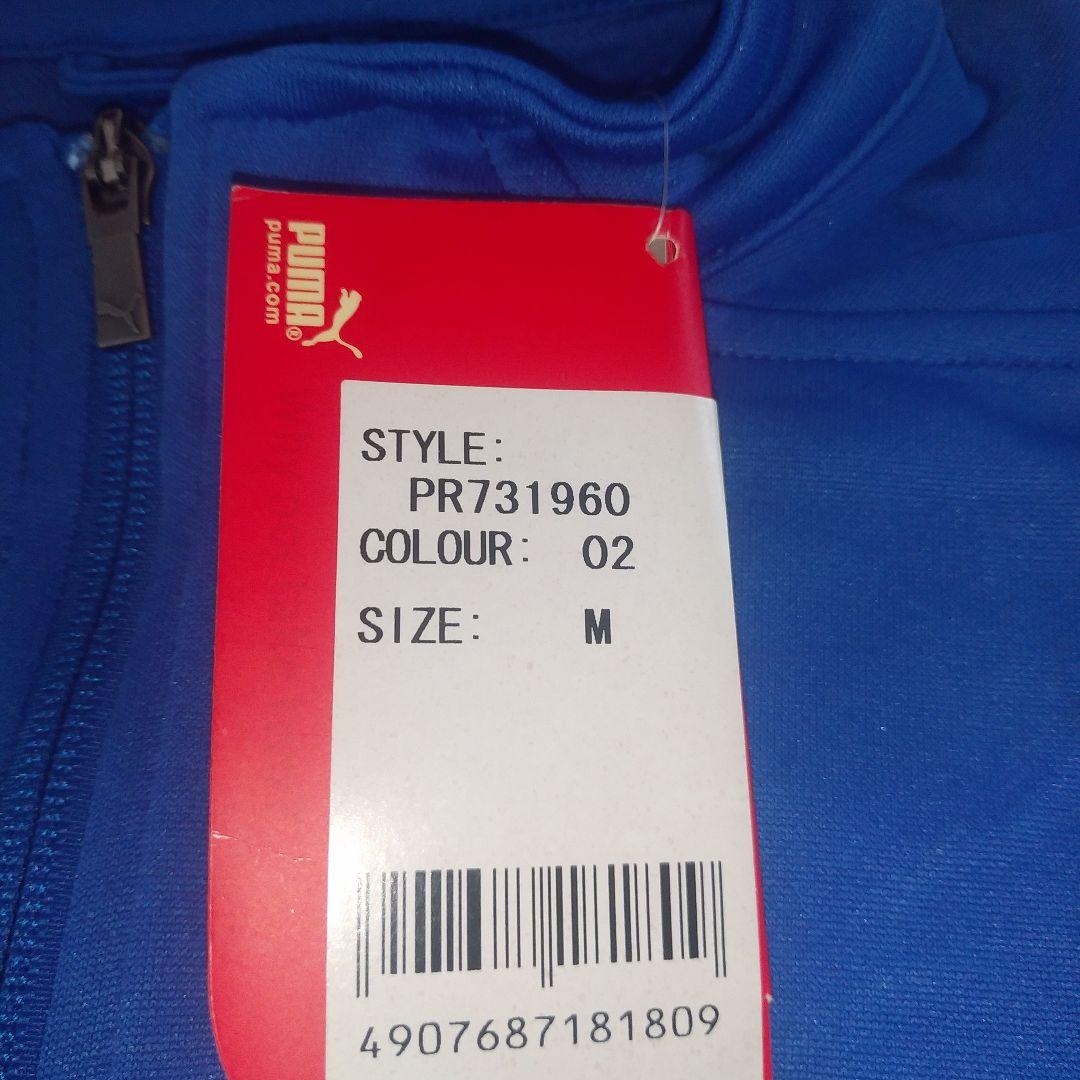 PUMA®
puma.com
STYLE:
PR731960
COLOUR: 02
SIZE: M
4907687181809